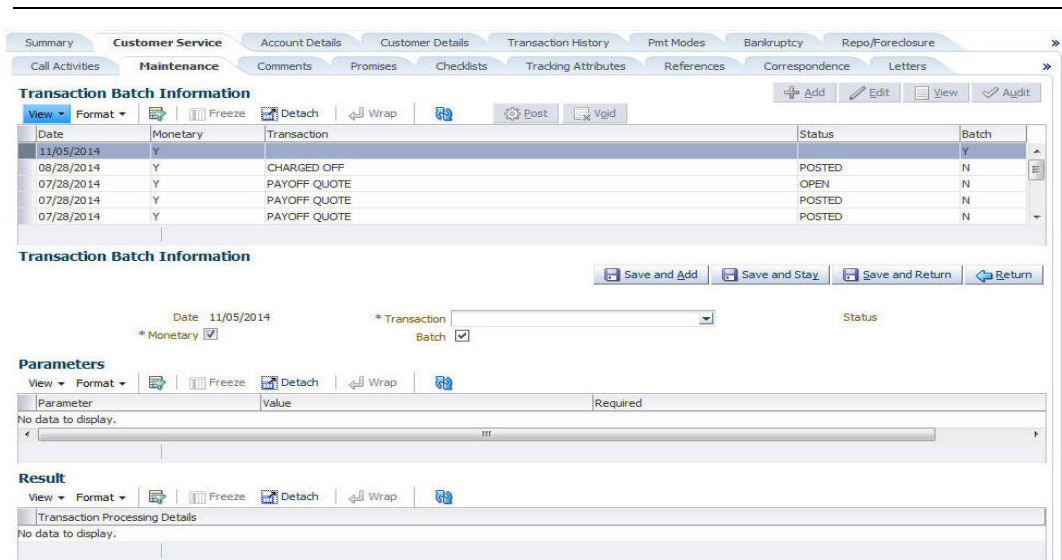 Summary Customer Service Account Details Customer Details Transaction History Pmt Modes Bankruptcy Repo/Foreclosure »
Call Activities Maintenance Comments Promises Checklists Tracking Attributes References Correspondence Letters »
Transaction Batch Information Add Edit View Audit
View Format Freeze Detach Wrap Post Void
Date Monetary Transaction Status Batch
11/05/2014 Y Y
08/28/2014 Y CHARGED OFF POSTED N
07/28/2014 Y PAYOFF QUOTE OPEN N
07/28/2014 Y PAYOFF QUOTE POSTED N
07/28/2014 Y PAYOFF QUOTE POSTED N
Transaction Batch Information
Save and Add Save and Stay Save and Return Return
Date 11/05/2014 * Transaction Status
* Monetary Batch
Parameters
View Format Freeze Detach Wrap
Parameter Value Required
No data to display.
Result
View Format Freeze Detach Wrap
Transaction Processing Details
No data to display.